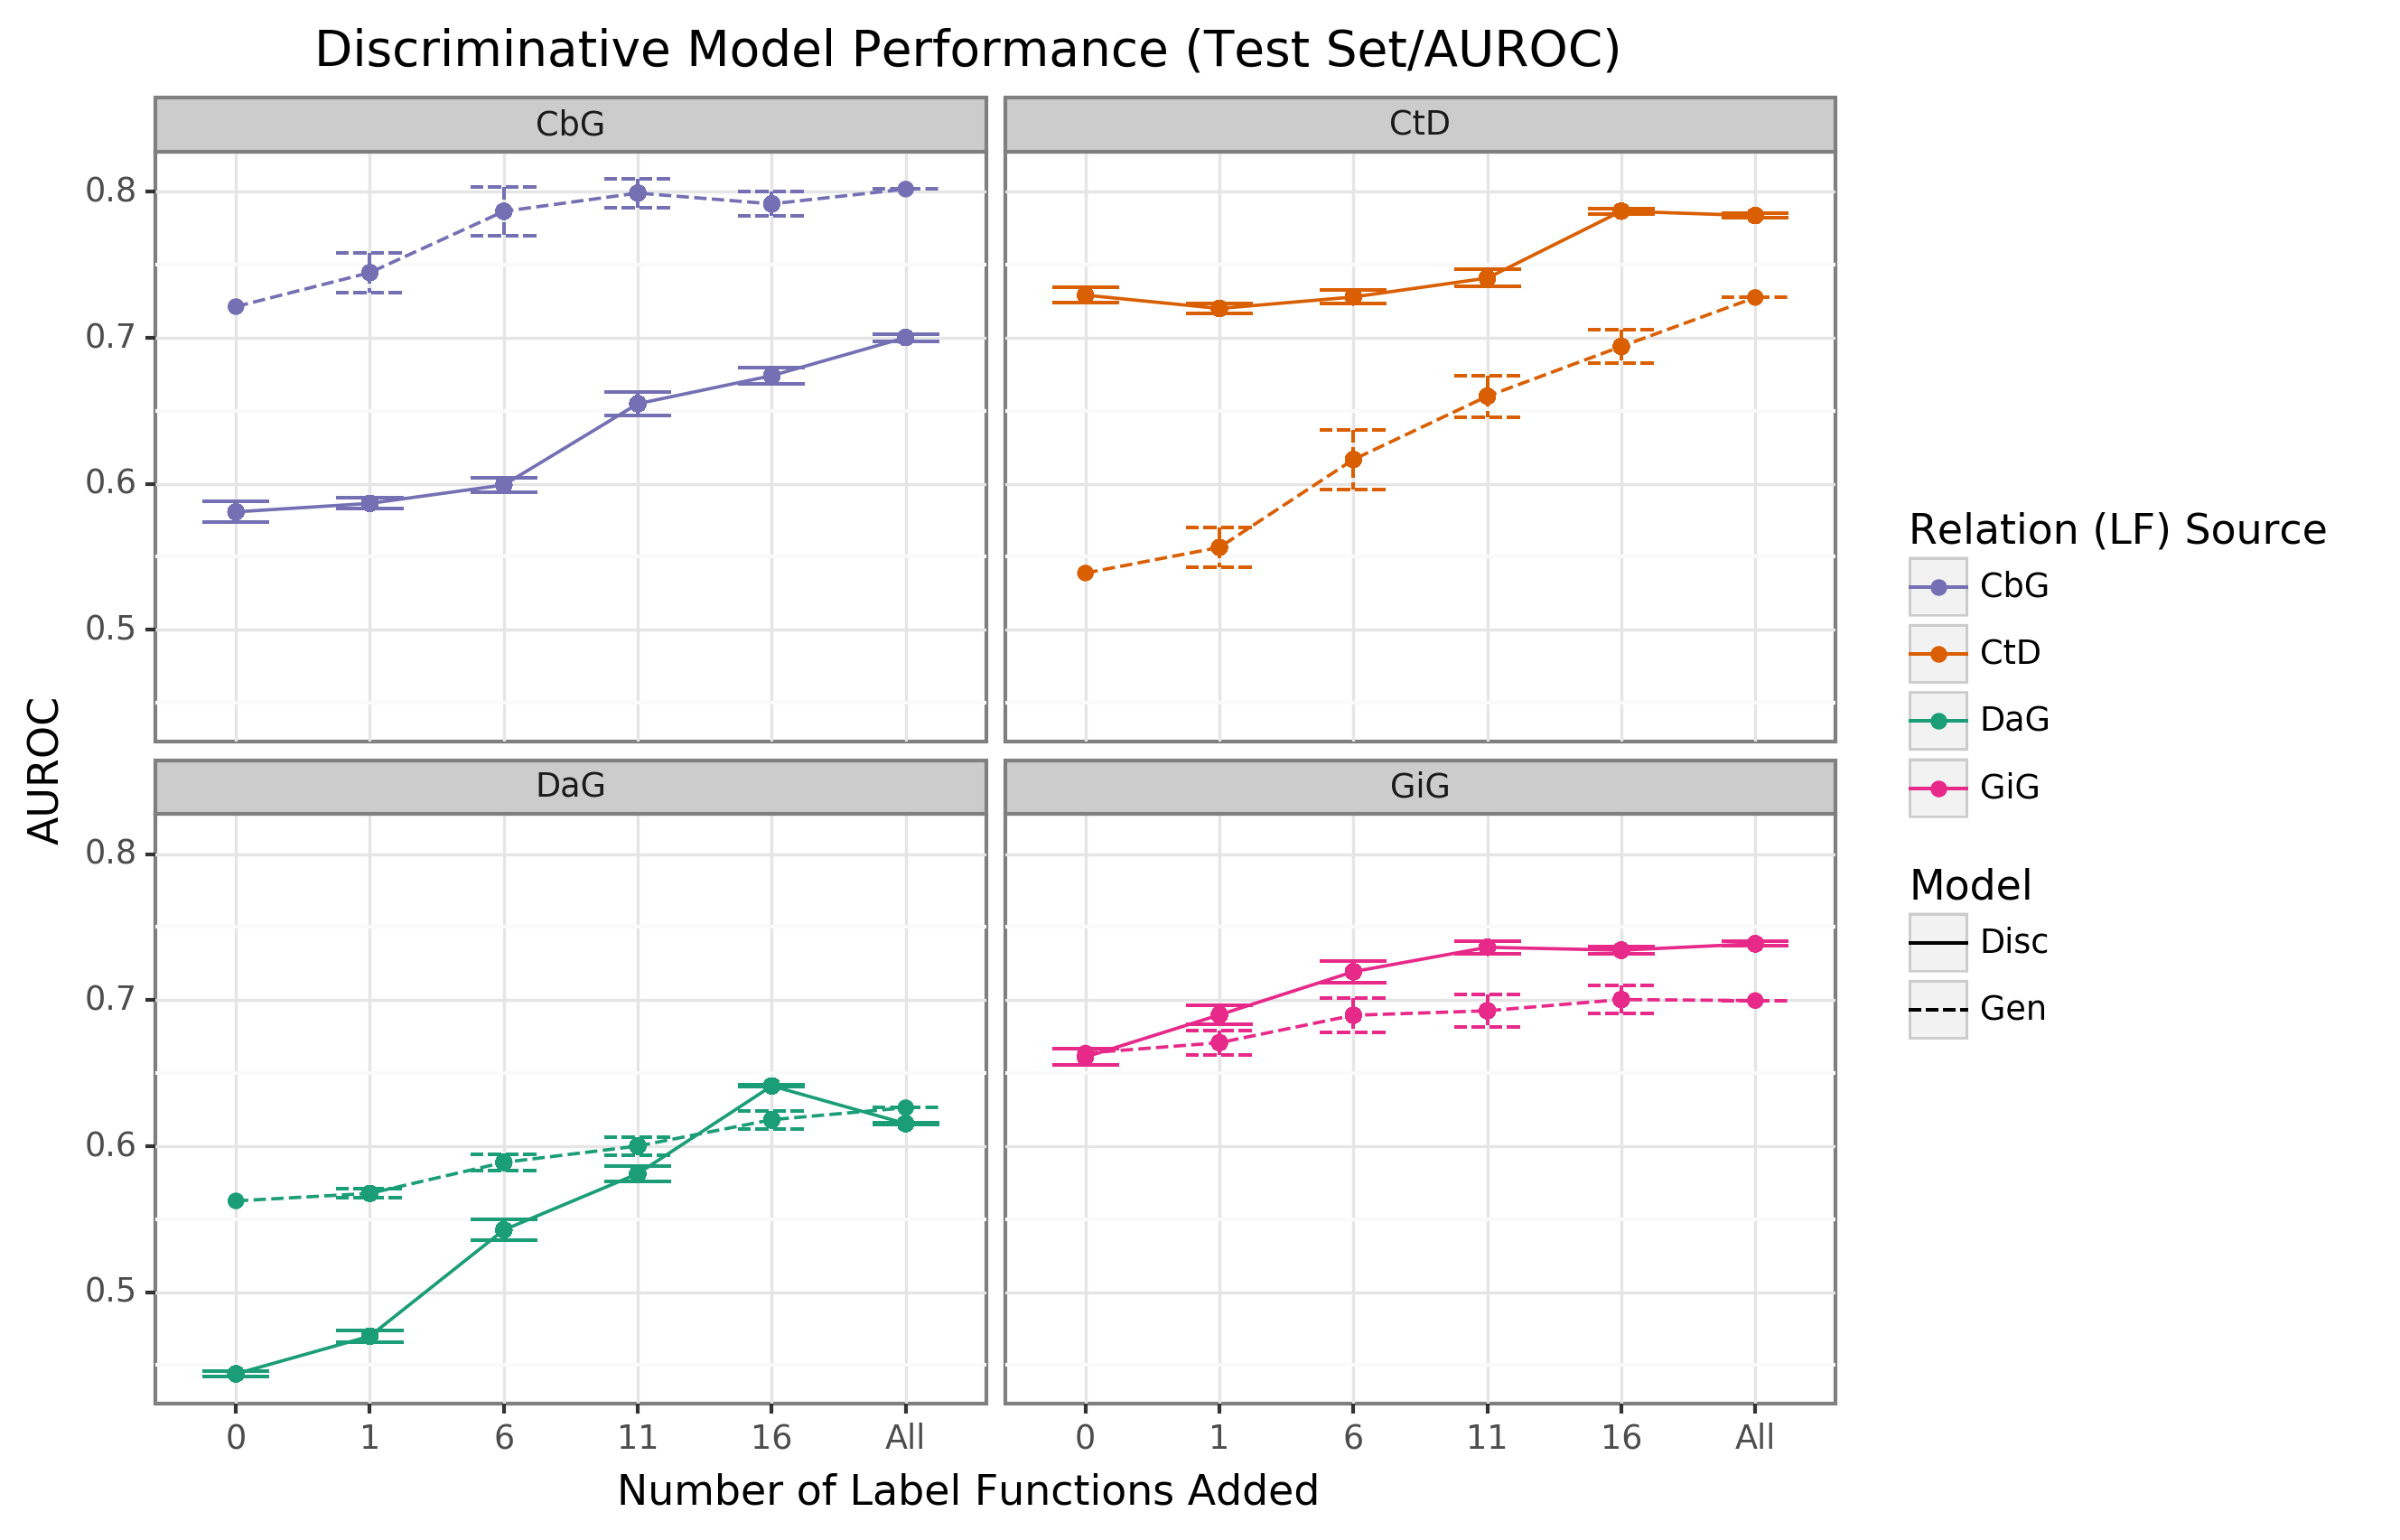 Discriminative Model Performance (Test Set/AUROC)
CbG
CtD
0.8
0.7
0.6
0.5
AUROC
DaG
GiG
0.8
0.7
0.6
0.5
0 1 6 11 16 All
0 1 6 11 16 All
Number of Label Functions Added
Relation (LF) Source
CbG
CtD
DaG
GiG
Model
Disc
Gen